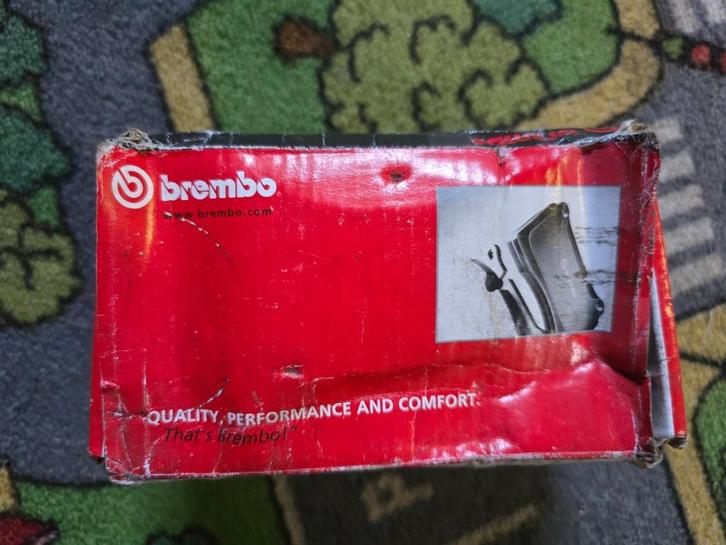 brembo
www.brembo.com
QUALITY, PERFORMANCE AND COMFORT.
That's Brembo!"